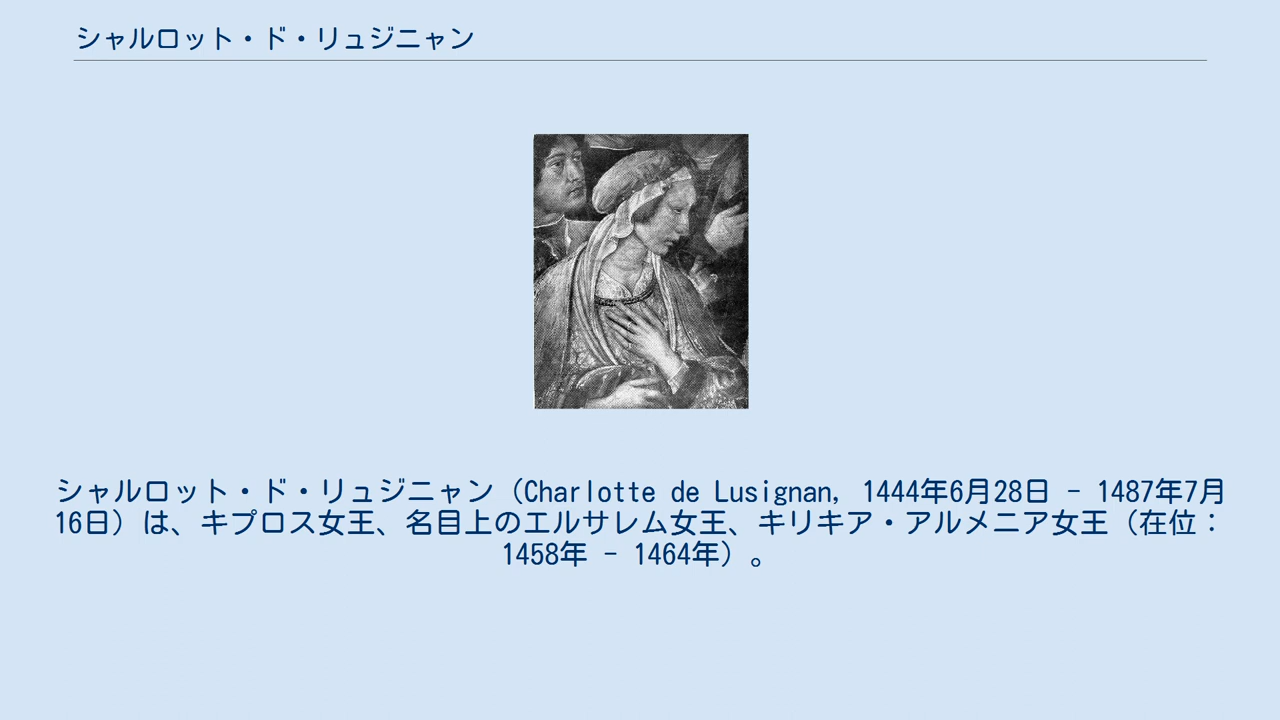 シャルロット・ド・リュジニャン
シャルロット・ド・リュジニャン（Charlotte de Lusignan, 1444年6月28日 - 1487年7月
16日）は、キプロス女王、名目上のエルサレム女王、キリキア・アルメニア女王（在位：
1458年 - 1464年）。